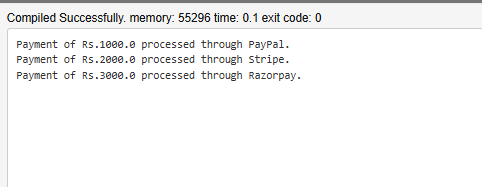 Compiled Successfully. memory: 55296 time: 0.1 exit code: 0
Payment of Rs.1000.0 processed through PayPal.
Payment of Rs.2000.0 processed through Stripe.
Payment of Rs.3000.0 processed through Razorpay.